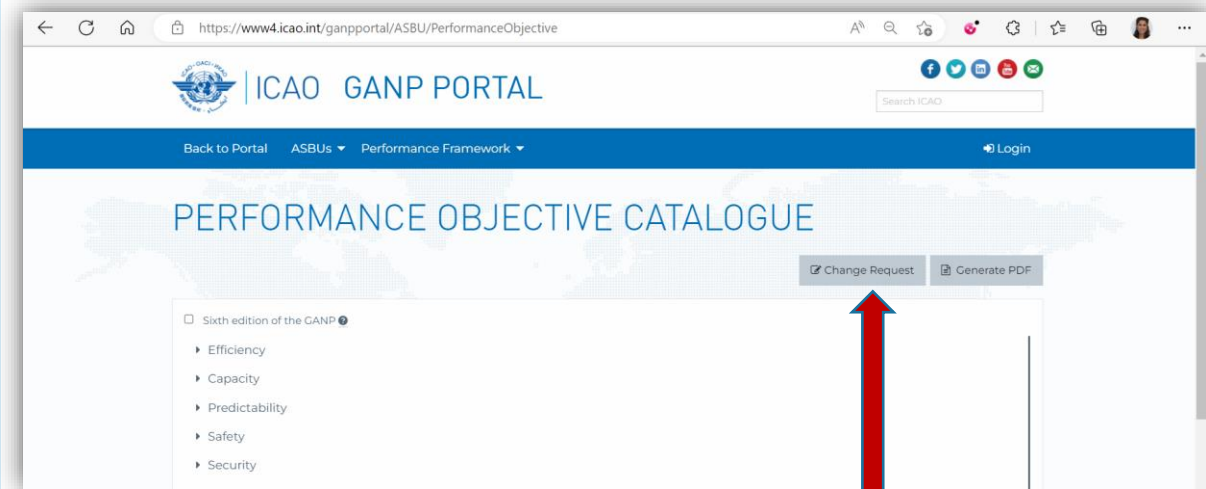 https://www4.icao.int/ganpportal/ASBU/PerformanceObjective
ICAO GANP PORTAL
Search ICAO
Back to Portal ASBUs Performance Framework Login
PERFORMANCE OBJECTIVE CATALOGUE
Change Request Generate PDF
Sixth edition of the GANP
Efficiency
Capacity
Predictability
Safety
Security